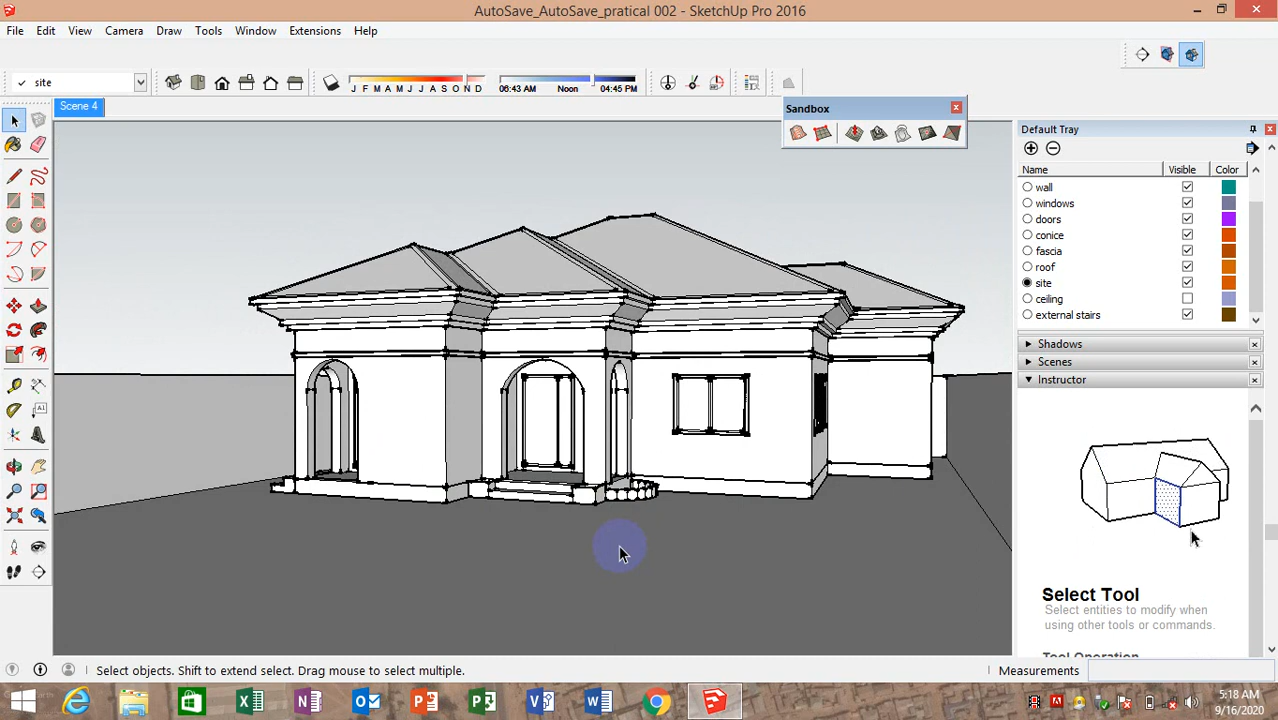 AutoSave_AutoSave_pratical 002 - SketchUp Pro 2016
File Edit View Camera Draw Tools Window Extensions Help
✓ site
J F M A M J J A S O N D
06:43 AM Noon 04:45 PM
Scene 4
Sandbox
Default Tray
Name Visible Color
wall
windows
doors
conice
fascia
roof
site
ceiling
external stairs
Shadows
Scenes
Instructor
Select Tool
Select entities to modify when
using other tools or commands.
Tool Operation
Select objects. Shift to extend select. Drag mouse to select multiple.
Measurements
5:18 AM
9/16/2020